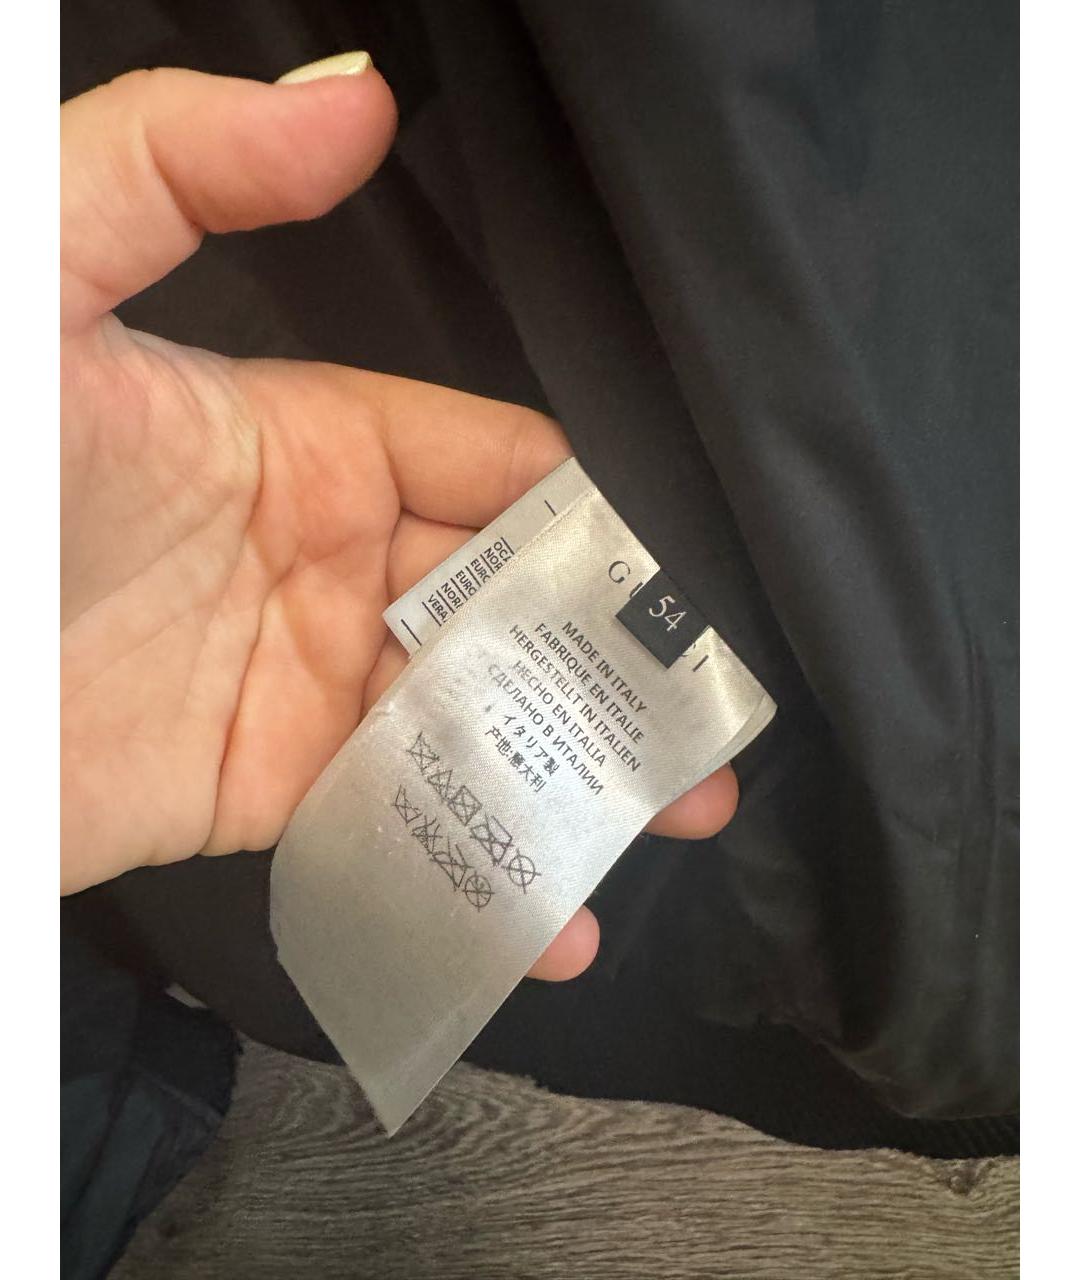 54
MADE IN ITALY
FABRIQUE EN ITALIE
HERGESTELLT IN ITALIEN
HECHO EN ITALIA
СДЕЛАНО В ИТАЛИИ
イタリア製
产地:意大利